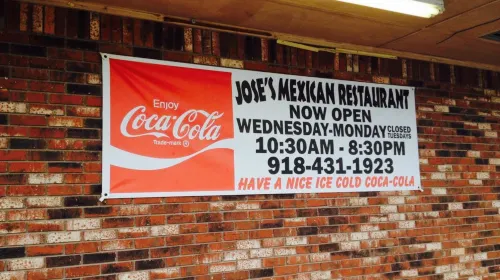 Enjoy
Coca-Cola
Trade-mark ®
JOSE'S MEXICAN RESTAURANT
NOW OPEN
WEDNESDAY-MONDAY CLOSED TUESDAYS
10:30AM - 8:30PM
918-431-1923
HAVE A NICE ICE COLD COCA-COLA